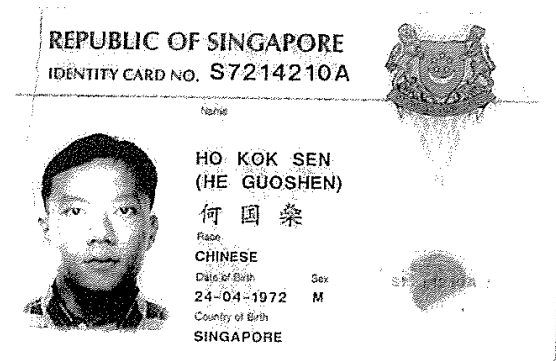 REPUBLIC OF SINGAPORE
IDENTITY CARD NO. S7214210A
Name
HO KOK SEN
(HE GUOSHEN)
何国燊
Race
CHINESE
Date of Birth Sex
24-04-1972 M
Country of Birth
SINGAPORE